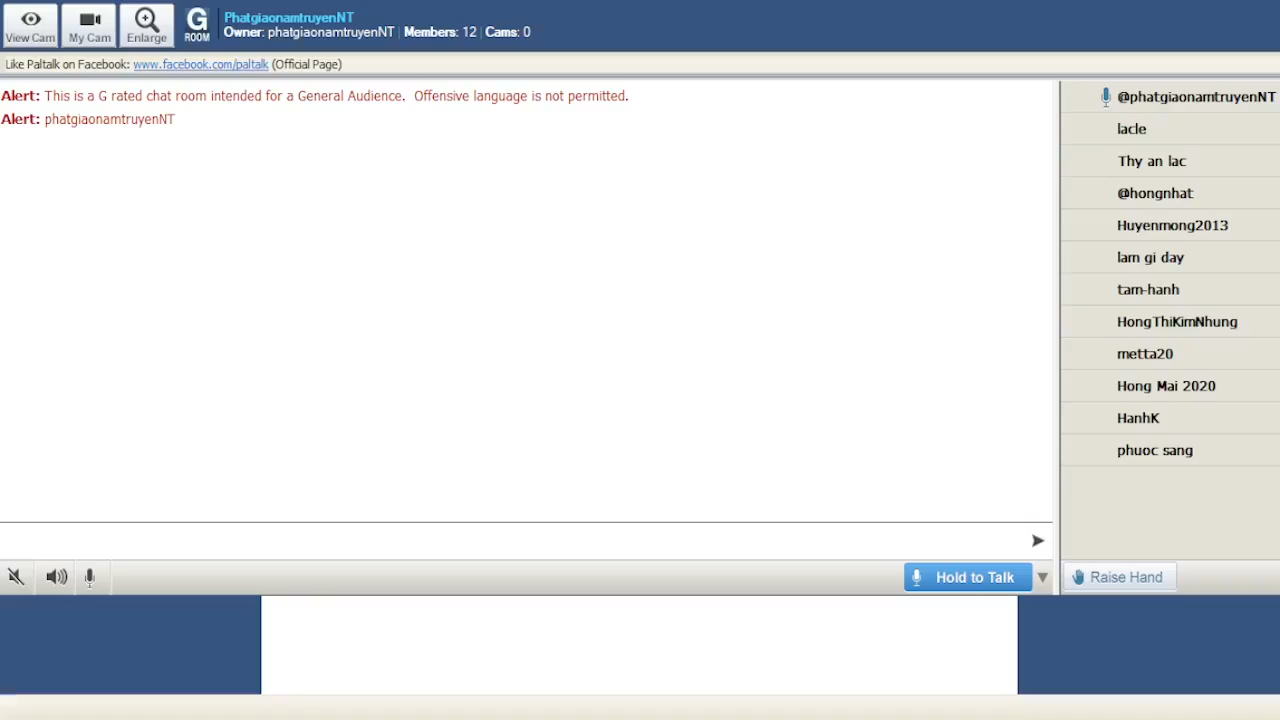 View Cam
My Cam
Enlarge
G
ROOM
PhatgiaonamtruyenNT
Owner: phatgiaonamtruyenNT | Members: 12 | Cams: 0
Like Paltalk on Facebook: www.facebook.com/paltalk (Official Page)
Alert: This is a G rated chat room intended for a General Audience. Offensive language is not permitted.
Alert: phatgiaonamtruyenNT
@phatgiaonamtruyenNT
lacle
Thy an lac
@hongnhat
Huyenmong2013
lam gi day
tam-hanh
HongThiKimNhung
metta20
Hong Mai 2020
HanhK
phuoc sang
Hold to Talk
Raise Hand